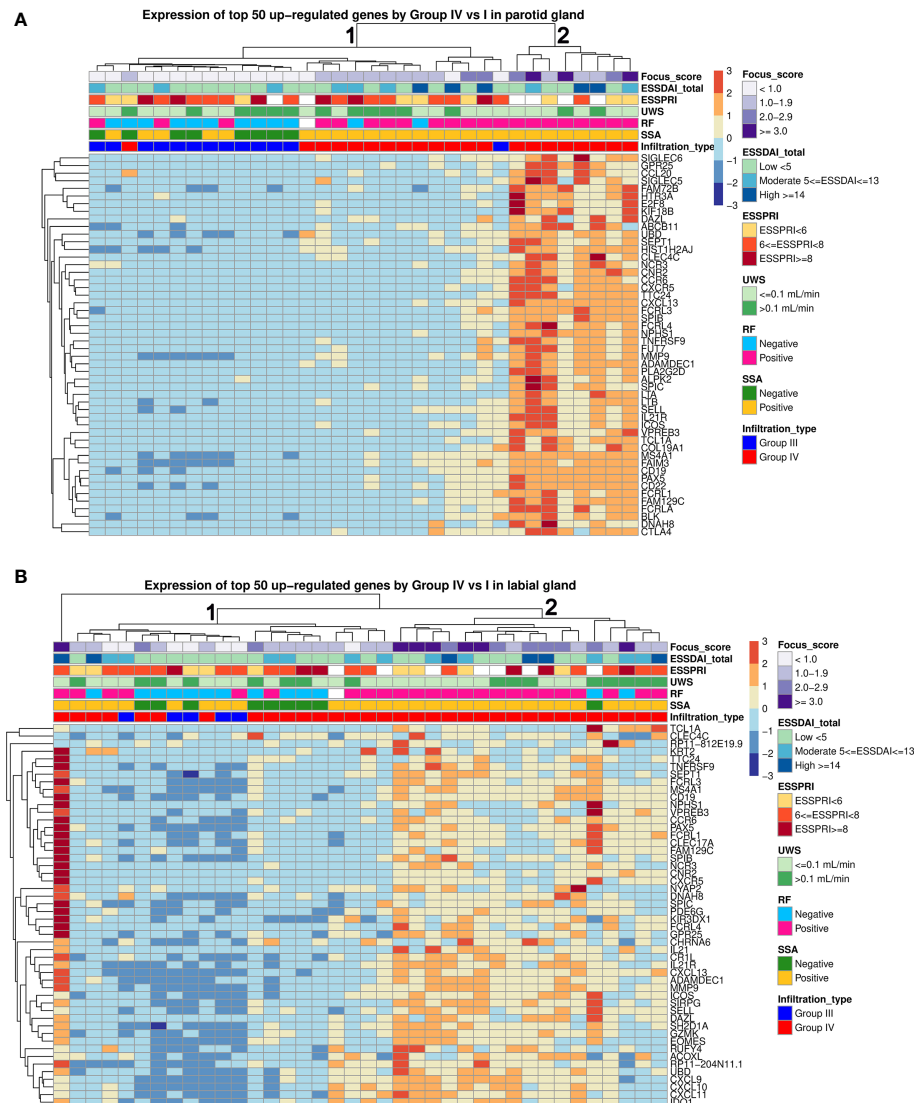 A
Expression of top 50 up−regulated genes by Group IV vs I in parotid gland
1
2
Focus_score
ESSDAI_total
ESSPRI
UWS
RF
SSA
Infiltration_type
SIGLEC6
GPR25
CCL20
SIGLEC5
FAM72B
HTR3A
E2F8
KIF18B
DAZL
ABCB11
UBD
SEPT1
HIST1H2AJ
CLEC4C
NCR3
CNR2
CCR6
CXCR5
TTC24
CXCL13
FCRL3
SPIB
FCRL4
NPHS1
TNFRSF9
FUT7
MMP9
ADAMDEC1
PLA2G2D
ALPK2
SPIC
LTA
LTB
SELL
IL21R
ICOS
VPREB3
TCL1A
COL19A1
MS4A1
FAIM3
CD19
PAX5
CD22
FCRL1
FAM129C
FCRLA
BLK
DNAH8
CTLA4
3
2
1
0
−1
−2
−3
Focus_score
< 1.0
1.0−1.9
2.0−2.9
>= 3.0
ESSDAI_total
Low <5
Moderate 5<=ESSDAI<=13
High >=14
ESSPRI
ESSPRI<6
6<=ESSPRI<8
ESSPRI>=8
UWS
<=0.1 mL/min
>0.1 mL/min
RF
Negative
Positive
SSA
Negative
Positive
Infiltration_type
Group III
Group IV
B
Expression of top 50 up−regulated genes by Group IV vs I in labial gland
1
2
Focus_score
ESSDAI_total
ESSPRI
UWS
RF
SSA
Infiltration_type
TCL1A
CLEC4C
RP11−812E19.9
KRT2
TTC24
TNFRSF9
SEPT1
FCRL3
MS4A1
CD19
NPHS1
VPREB3
CCR6
PAX5
FCRL1
CLEC17A
FAM129C
SPIB
NCR3
CNR2
CXCR5
NYAP2
DNAH8
SPIC
PDE6G
KIR3DX1
FCRL4
GPR25
CHRNA6
IL21
CR1L
IL21R
CXCL13
ADAMDEC1
MMP9
ICOS
SIRPG
SELL
DAZL
SH2D1A
GZMK
EOMES
RUFY4
ACOXL
RP11−204N11.1
UBD
CXCL9
CXCL10
CXCL11
IDO1
3
2
1
0
−1
−2
−3
Focus_score
< 1.0
1.0−1.9
2.0−2.9
>= 3.0
ESSDAI_total
Low <5
Moderate 5<=ESSDAI<=13
High >=14
ESSPRI
ESSPRI<6
6<=ESSPRI<8
ESSPRI>=8
UWS
<=0.1 mL/min
>0.1 mL/min
RF
Negative
Positive
SSA
Negative
Positive
Infiltration_type
Group III
Group IV